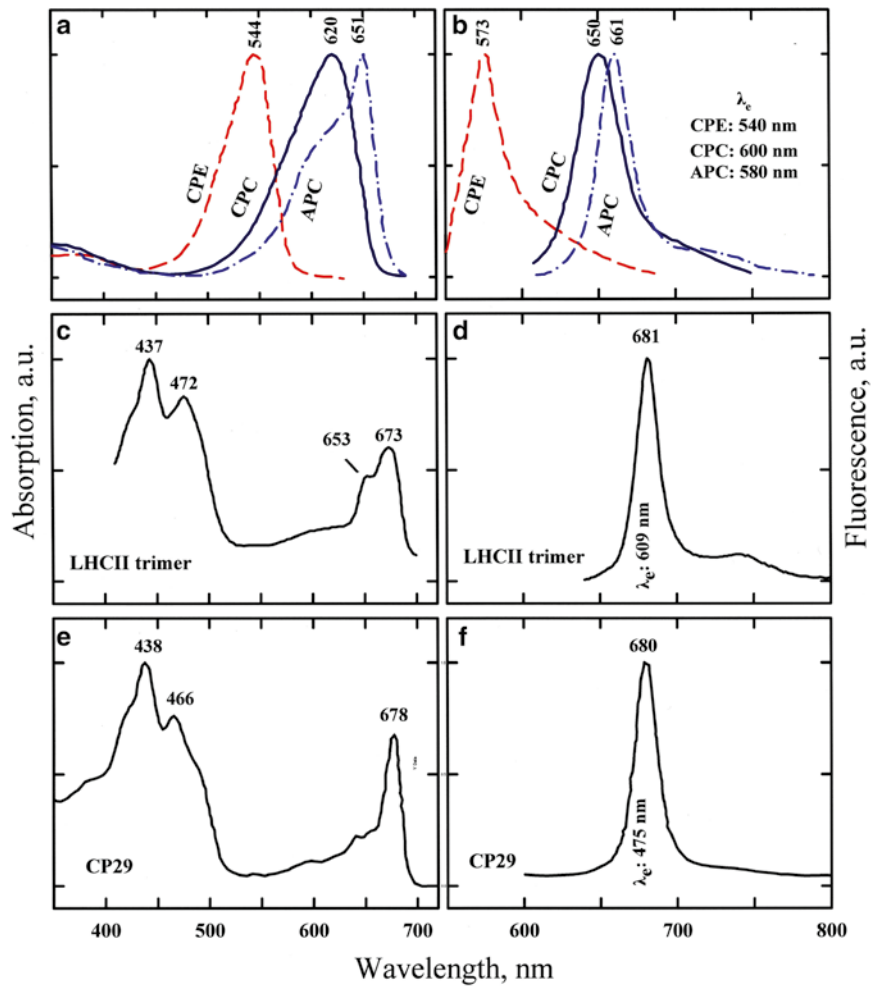 a
544
620
651
CPE
CPC
APC
b
573
650
661
CPE
CPC
APC
λe
CPE: 540 nm
CPC: 600 nm
APC: 580 nm
c
437
472
653
673
LHCII trimer
d
681
λe: 609 nm
LHCII trimer
e
438
466
678
CP29
f
680
λe: 475 nm
CP29
400 500 600 700
600 700 800
Absorption, a.u.
Fluorescence, a.u.
Wavelength, nm